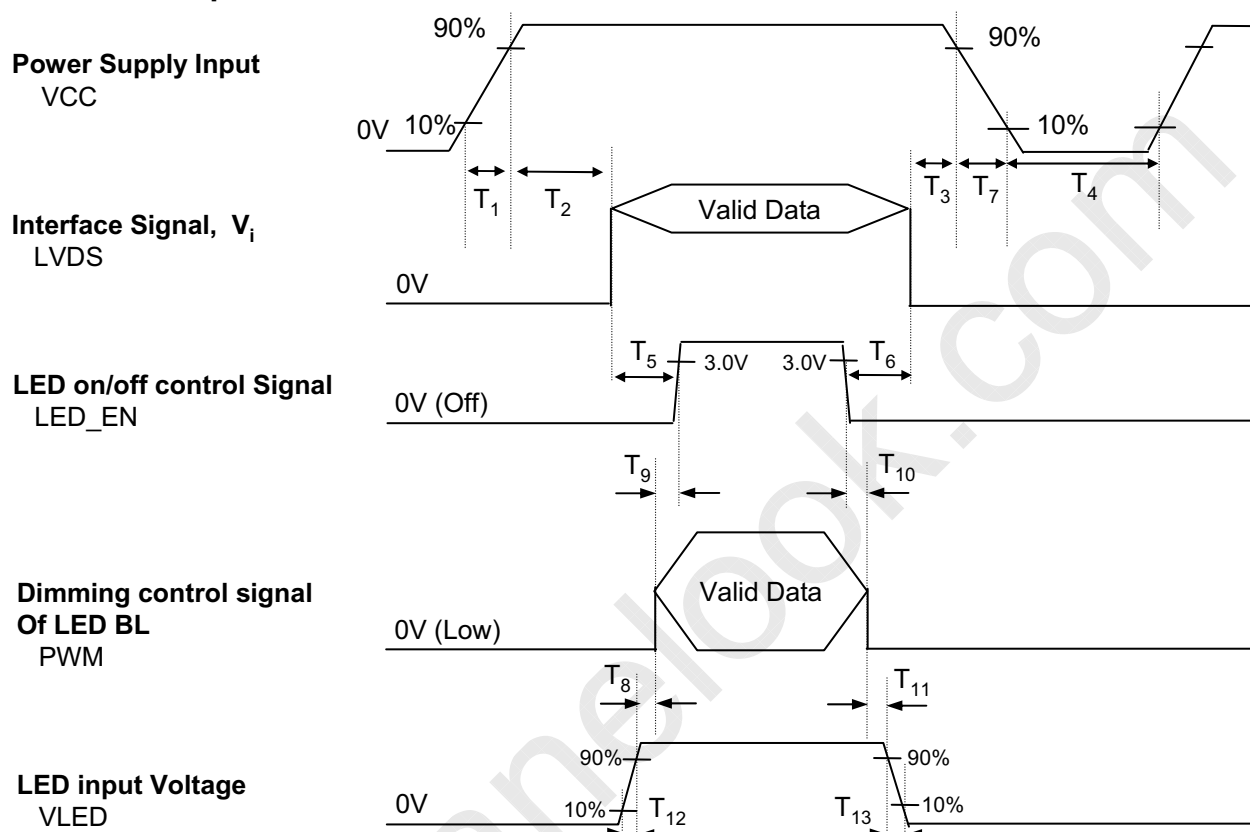 90%
90%
Power Supply Input
VCC
0V 10%
10%
T1
T2
T3
T7
T4
Valid Data
Interface Signal, Vi
LVDS
0V
T5
3.0V
3.0V
T6
LED on/off control Signal
LED_EN
0V (Off)
T9
T10
Dimming control signal
Of LED BL
PWM
Valid Data
0V (Low)
T8
T11
90%
90%
LED input Voltage
VLED
0V
10%
T12
T13
10%
nelook.com